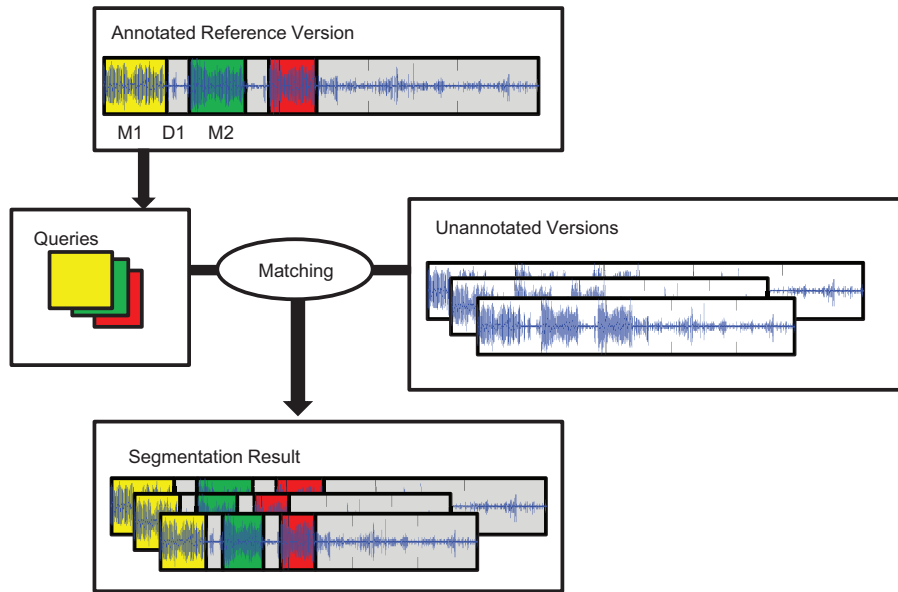 Annotated Reference Version
M1 D1 M2
Queries
Matching
Unannotated Versions
Segmentation Result